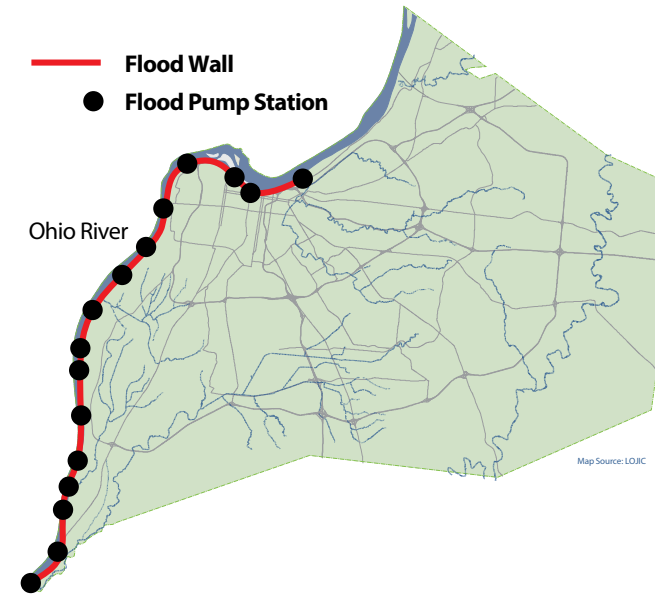 Flood Wall
Flood Pump Station
Ohio River
Map Source: LOJIC